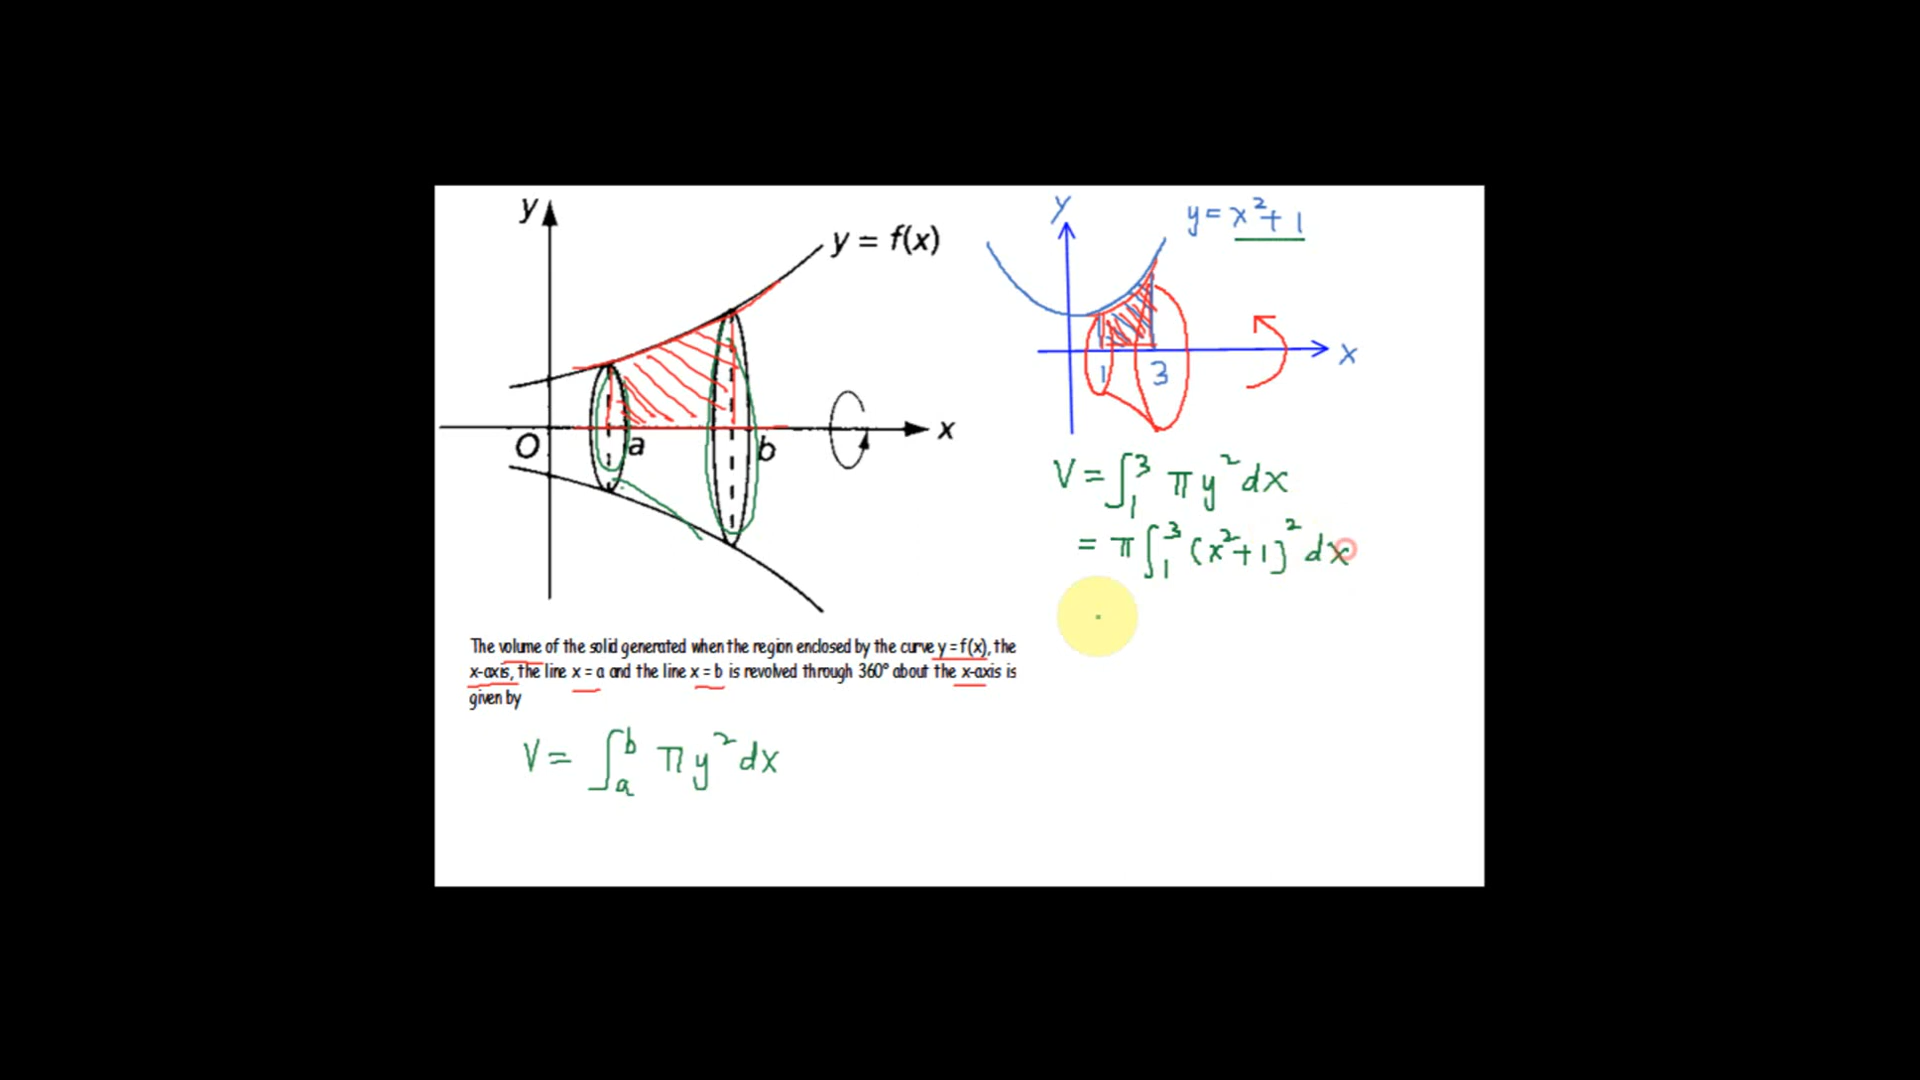 y
y = f(x)
O
a
b
x
The volume of the solid generated when the region enclosed by the curve y = f(x), the
x-axis, the line x = a and the line x = b is revolved through 360° about the x-axis is
given by
V = ∫ₐᵇ πy² dx
y
y = x² + 1
x
1
3
V = ∫₁³ πy² dx
= π ∫₁³ (x² + 1)² dx